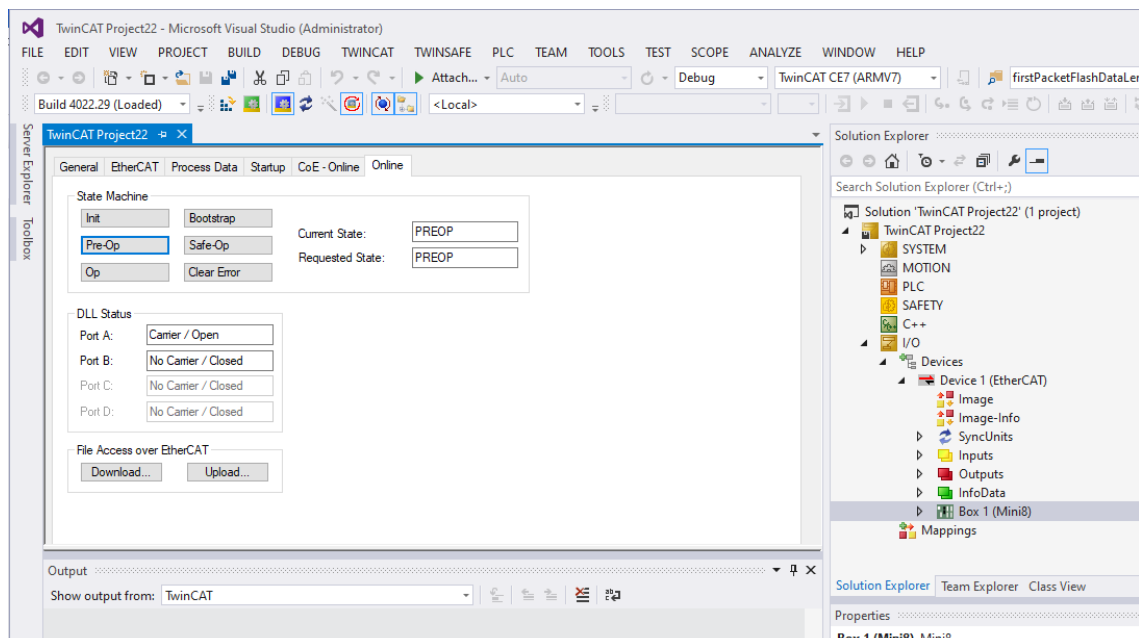 TwinCAT Project22 - Microsoft Visual Studio (Administrator)
FILE EDIT VIEW PROJECT BUILD DEBUG TWINCAT TWINSAFE PLC TEAM TOOLS TEST SCOPE ANALYZE WINDOW HELP
Attach... Auto Debug TwinCAT CE7 (ARMV7) firstPacketFlashDataLer
Build 4022.29 (Loaded) <Local>
Server Explorer
Toolbox
TwinCAT Project22
General EtherCAT Process Data Startup CoE - Online Online
State Machine
Init Bootstrap
Pre-Op Safe-Op
Op Clear Error
Current State: PREOP
Requested State: PREOP
DLL Status
Port A: Carrier / Open
Port B: No Carrier / Closed
Port C: No Carrier / Closed
Port D: No Carrier / Closed
File Access over EtherCAT
Download... Upload...
Output
Show output from: TwinCAT
Solution Explorer
Search Solution Explorer (Ctrl+;)
Solution 'TwinCAT Project22' (1 project)
TwinCAT Project22
SYSTEM
MOTION
PLC
SAFETY
C++
I/O
Devices
Device 1 (EtherCAT)
Image
Image-Info
SyncUnits
Inputs
Outputs
InfoData
Box 1 (Mini8)
Mappings
Solution Explorer Team Explorer Class View
Properties
Box 1 (Mini8) Mini8